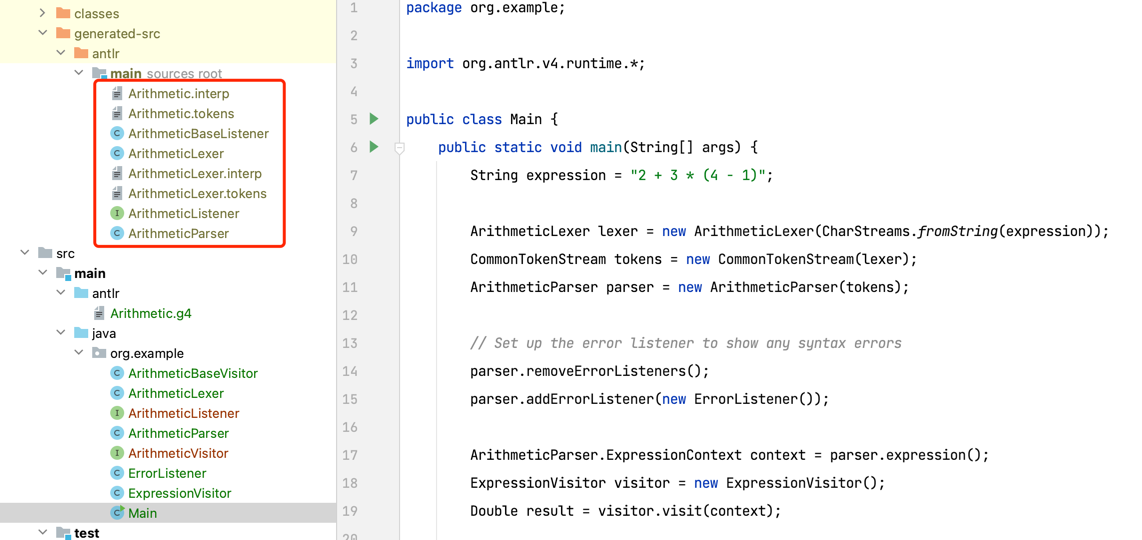 classes
generated-src
antlr
main sources root
Arithmetic.interp
Arithmetic.tokens
ArithmeticBaseListener
ArithmeticLexer
ArithmeticLexer.interp
ArithmeticLexer.tokens
ArithmeticListener
ArithmeticParser
src
main
antlr
Arithmetic.g4
java
org.example
ArithmeticBaseVisitor
ArithmeticLexer
ArithmeticListener
ArithmeticParser
ArithmeticVisitor
ErrorListener
ExpressionVisitor
Main
test
1 package org.example;
2
3 import org.antlr.v4.runtime.*;
4
5 public class Main {
6 public static void main(String[] args) {
7 String expression = "2 + 3 * (4 - 1)";
8
9 ArithmeticLexer lexer = new ArithmeticLexer(CharStreams.fromString(expression));
10 CommonTokenStream tokens = new CommonTokenStream(lexer);
11 ArithmeticParser parser = new ArithmeticParser(tokens);
12
13 // Set up the error listener to show any syntax errors
14 parser.removeErrorListeners();
15 parser.addErrorListener(new ErrorListener());
16
17 ArithmeticParser.ExpressionContext context = parser.expression();
18 ExpressionVisitor visitor = new ExpressionVisitor();
19 Double result = visitor.visit(context);
20